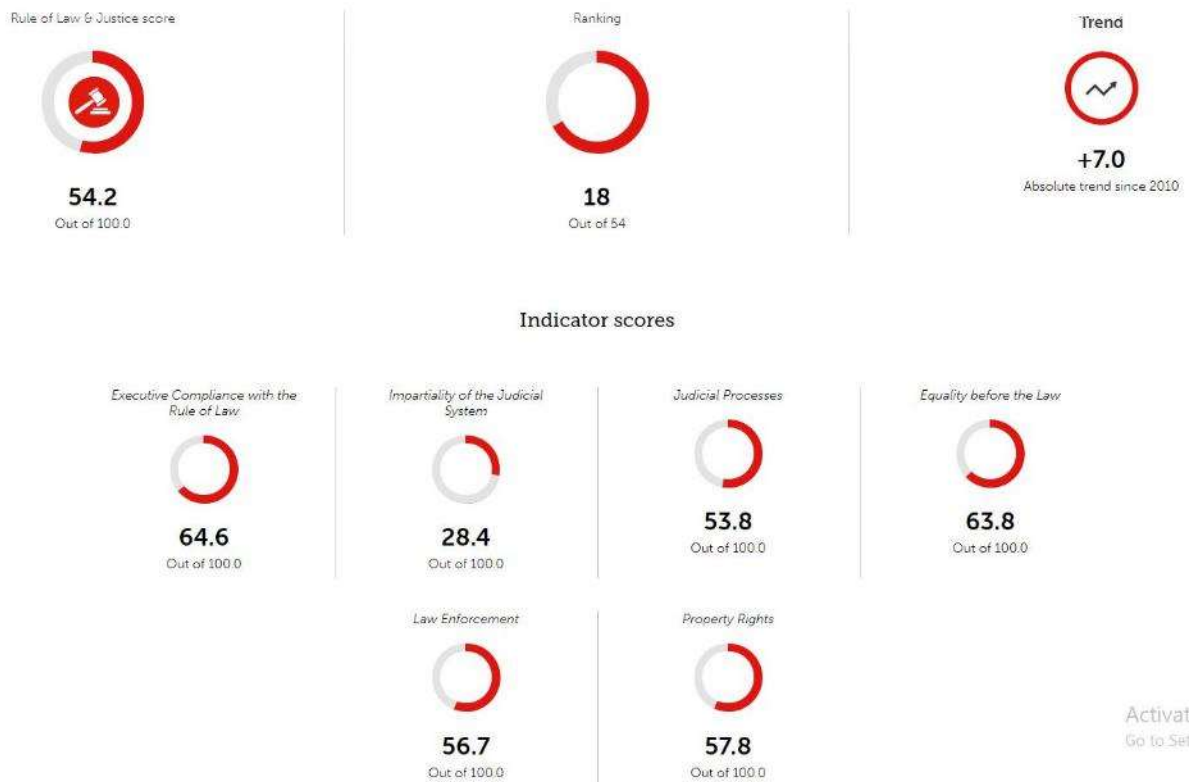 Rule of Law & Justice score
Ranking
Trend
54.2
Out of 100.0
18
Out of 54
+7.0
Absolute trend since 2010
Indicator scores
Executive Compliance with the
Rule of Law
64.6
Out of 100.0
Impartiality of the Judicial
System
28.4
Out of 100.0
Judicial Processes
53.8
Out of 100.0
Equality before the Law
63.8
Out of 100.0
Law Enforcement
56.7
Out of 100.0
Property Rights
57.8
Out of 100.0
Activat
Go to Set